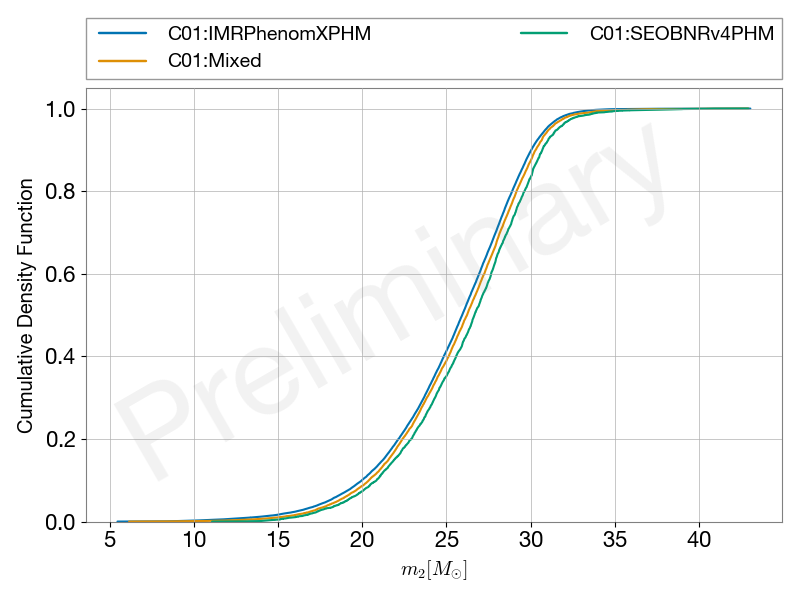 C01:IMRPhenomXPHM
C01:Mixed
C01:SEOBNRv4PHM
Preliminary
Cumulative Density Function
1.0
0.8
0.6
0.4
0.2
0.0
5 10 15 20 25 30 35 40
m₂[M☉]